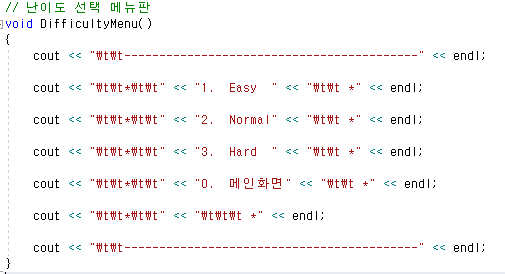 // 난이도 선택 메뉴판
void DifficultyMenu()
{
cout << "₩t₩t-------------------------------------------" << endl;
cout << "₩t₩t*₩t₩t" << "1.  Easy  " << "₩t₩t *" << endl;
cout << "₩t₩t*₩t₩t" << "2.  Normal" << "₩t₩t *" << endl;
cout << "₩t₩t*₩t₩t" << "3.  Hard  " << "₩t₩t *" << endl;
cout << "₩t₩t*₩t₩t" << "0.  메인화면" << "₩t₩t *" << endl;
cout << "₩t₩t*₩t₩t" << "₩t₩t₩t *" << endl;
cout << "₩t₩t-------------------------------------------" << endl;
}